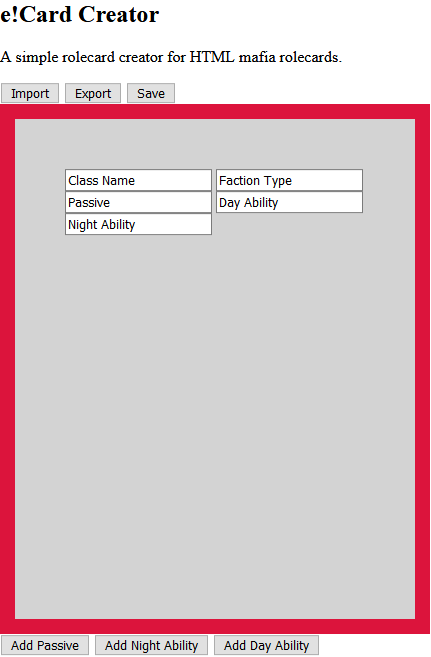 e!Card Creator
A simple rolecard creator for HTML mafia rolecards.
Import Export Save
Class Name Faction Type
Passive Day Ability
Night Ability
Add Passive Add Night Ability Add Day Ability